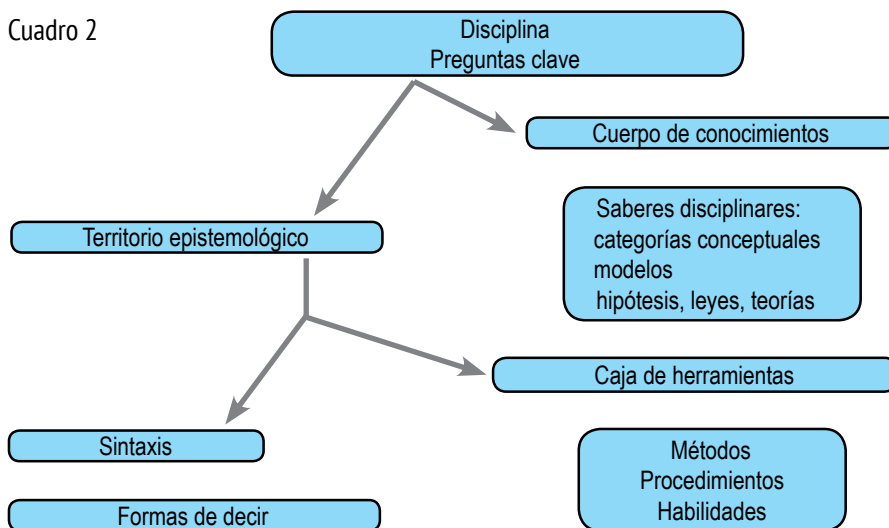 Cuadro 2
Disciplina
Preguntas clave
Cuerpo de conocimientos
Territorio epistemológico
Saberes disciplinares:
categorías conceptuales
modelos
hipótesis, leyes, teorías
Caja de herramientas
Sintaxis
Métodos
Procedimientos
Habilidades
Formas de decir